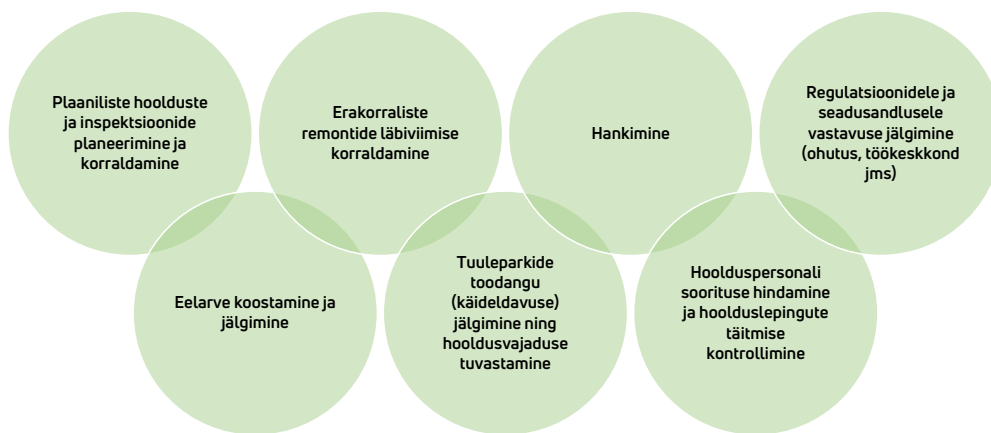 Plaaniliste hoolduste
ja inspektsioonide
planeerimine ja
korraldamine
Eelarve koostamine ja
jälgimine
Erakorraliste
remontide läbiviimise
korraldamine
Tuuleparkide
toodangu
(käideldavuse)
jälgimine ning
hooldusvajaduse
tuvastamine
Hankimine
Hoolduspersonali
soorituse hindamine
ja hoolduslepingute
täitmise
kontrollimine
Regulatsioonidele ja
seadusandlusele
vastavuse jälgimine
(ohutus, töökeskkond
jms)